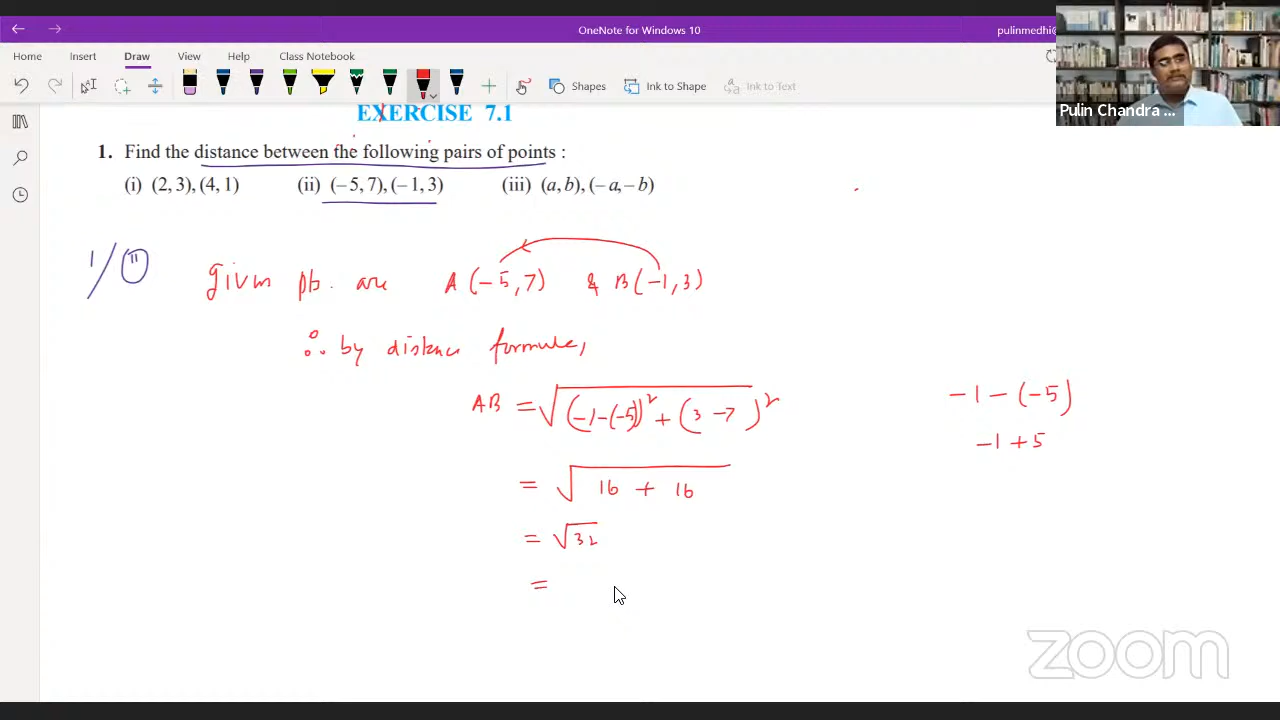 OneNote for Windows 10
pulinmedhi@
Home Insert Draw View Help Class Notebook
Shapes Ink to Shape Ink to Text
Pulin Chandra ...
EXERCISE 7.1
1. Find the distance between the following pairs of points :
(i) (2, 3), (4, 1) (ii) (– 5, 7), (– 1, 3) (iii) (a, b), (– a, – b)
1/(ii) Given pts. are A(-5,7) & B(-1,3)
∴ by distance formula,
AB = √(-1-(-5))² + (3-7)² -1-(-5)
-1+5
= √16 + 16
= √32
=
zoom